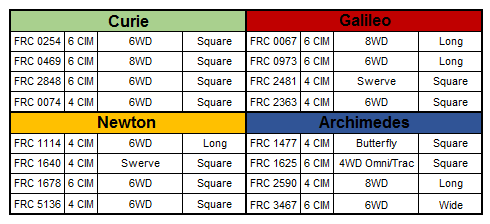 Curie Galileo
FRC 0254 6 CIM 6WD Square FRC 0067 6 CIM 8WD Long
FRC 0469 6 CIM 8WD Square FRC 0973 6 CIM 6WD Long
FRC 2848 6 CIM 6WD Square FRC 2481 4 CIM Swerve Square
FRC 0074 4 CIM 6WD Square FRC 2363 4 CIM 6WD Square
Newton Archimedes
FRC 1114 4 CIM 6WD Long FRC 1477 4 CIM Butterfly Square
FRC 1640 4 CIM Swerve Square FRC 1625 6 CIM 4WD Omni/Trac Square
FRC 1678 6 CIM 6WD Square FRC 2590 4 CIM 8WD Long
FRC 5136 4 CIM 6WD Square FRC 3467 6 CIM 6WD Wide